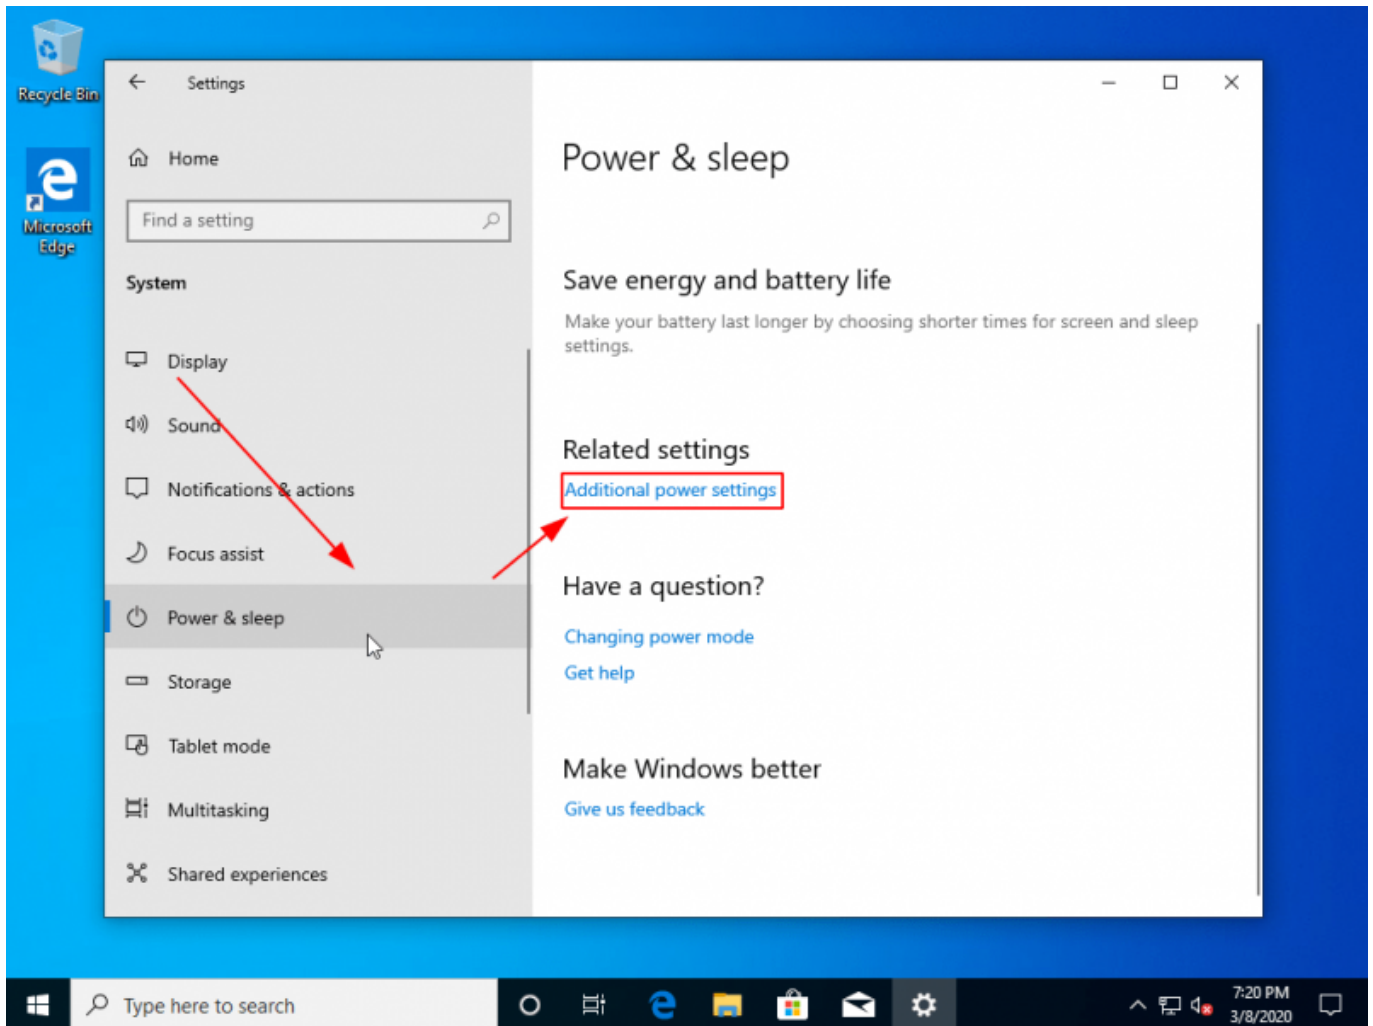 Recycle Bin
Microsoft
Edge
Settings
Home
Find a setting
System
Display
Sound
Notifications & actions
Focus assist
Power & sleep
Storage
Tablet mode
Multitasking
Shared experiences
Power & sleep
Save energy and battery life
Make your battery last longer by choosing shorter times for screen and sleep
settings.
Related settings
Additional power settings
Have a question?
Changing power mode
Get help
Make Windows better
Give us feedback
Type here to search
7:20 PM
3/8/2020